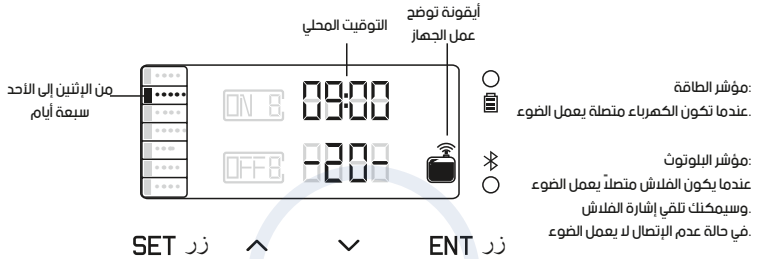 أيقونة توضح
عمل الجهاز
التوقيت المحلي
من الإثنين إلى الأحد
سبعة أيام
ON 8
09:00
OFF8
-20-
مؤشر الطاقة:
عندما تكون الكهرباء متصلة يعمل الضوء.
مؤشر البلوتوث:
عندما يكون الفلاش متصلاً يعمل الضوء
وسيمكنك تلقي إشارة الفلاش.
في حالة عدم الإتصال لا يعمل الضوء.
زر SET
زر ENT